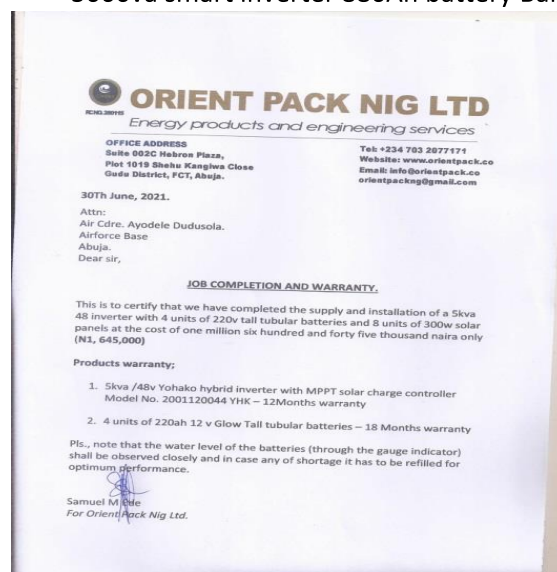 ORIENT PACK NIG LTD
Energy products and engineering services
OFFICE ADDRESS
Suite 002C Hebron Plaza,
Plot 1019 Shehu Kangiwa Close
Gudu District, FCT, Abuja.
Tel: +234 703 2077171
Website: www.orientpack.co
Email: info@orientpack.co
orientpackng@gmail.com
30Th June, 2021.
Attn:
Air Cdre. Ayodele Dudusola.
Airforce Base
Abuja.
Dear sir,
JOB COMPLETION AND WARRANTY.
This is to certify that we have completed the supply and installation of a 5kva
48 inverter with 4 units of 220v tall tubular batteries and 8 units of 300w solar
panels at the cost of one million six hundred and forty five thousand naira only
(N1, 645,000)
Products warranty;
1. 5kva /48v Yohako hybrid inverter with MPPT solar charge controller
Model No. 2001120044 YHK – 12Months warranty
2. 4 units of 220ah 12 v Glow Tall tubular batteries – 18 Months warranty
Pls., note that the water level of the batteries (through the gauge indicator)
shall be observed closely and in case any of shortage it has to be refilled for
optimum performance.
Samuel M
For Orient Pack Nig Ltd.